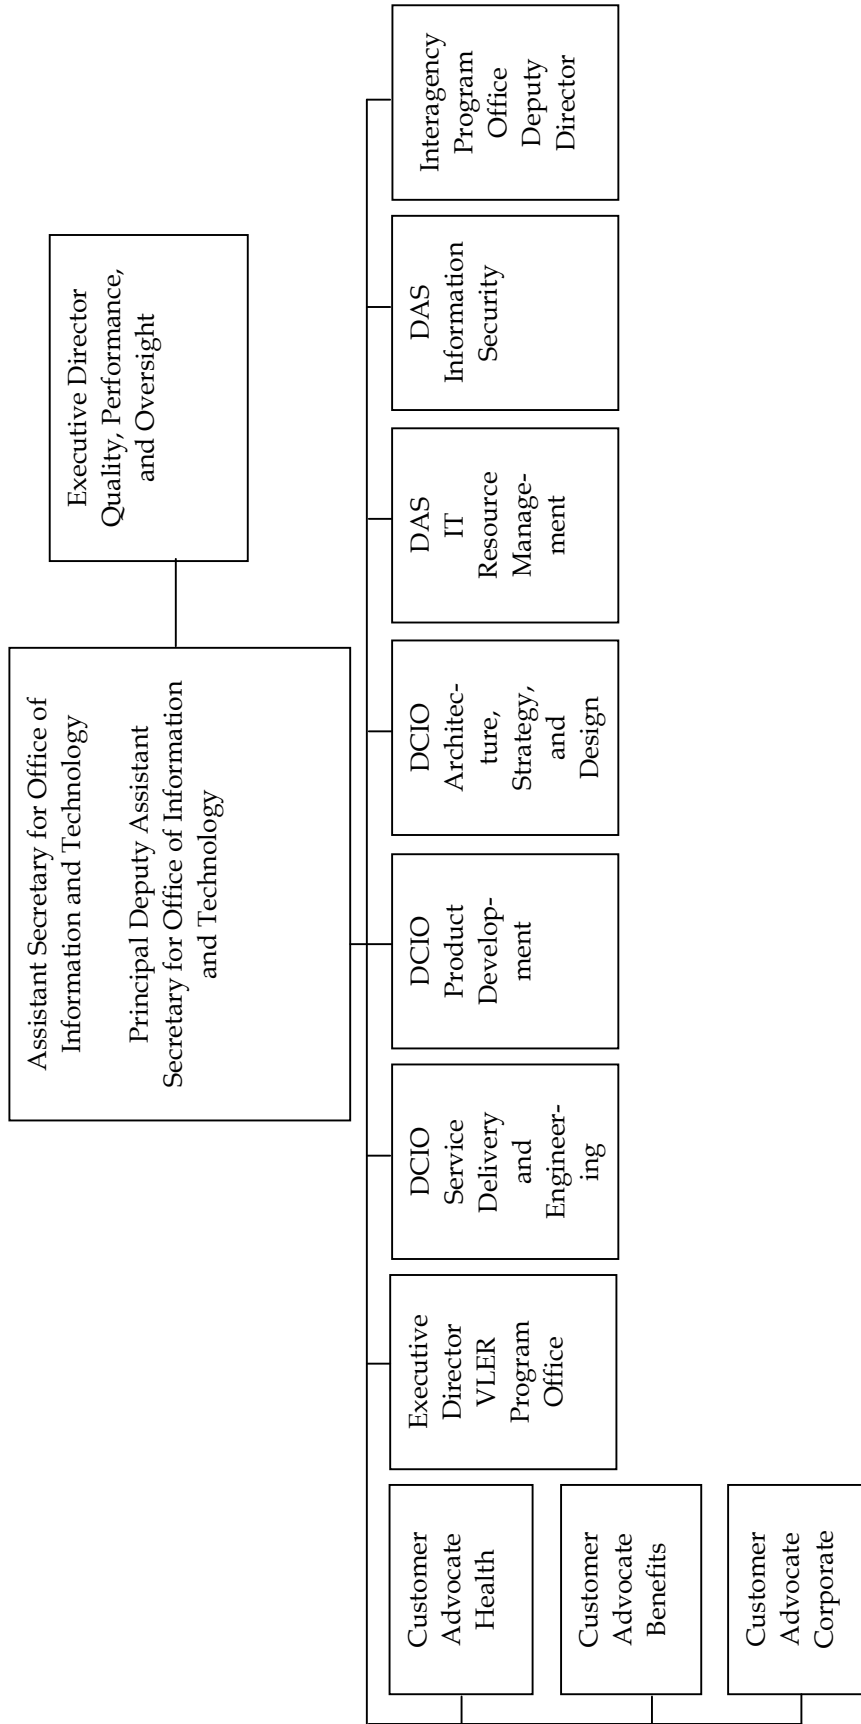 Assistant Secretary for Office of
Information and Technology
Principal Deputy Assistant
Secretary for Office of Information
and Technology
Executive Director
Quality, Performance,
and Oversight
Customer
Advocate
Health
Customer
Advocate
Benefits
Customer
Advocate
Corporate
Executive
Director
VLER
Program
Office
DCIO
Service
Delivery
and
Engineer-
ing
DCIO
Product
Develop-
ment
DCIO
Architec-
ture,
Strategy,
and
Design
DAS
IT
Resource
Manage-
ment
DAS
Information
Security
Interagency
Program
Office
Deputy
Director